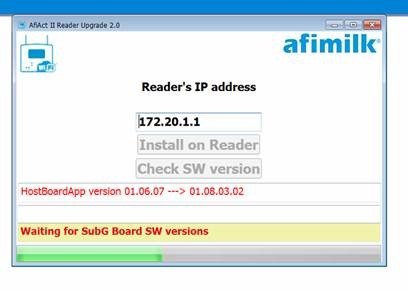 AfiAct II Reader Upgrade 2.0
afimilk
Reader's IP address
172.20.1.1
Install on Reader
Check SW version
HostBoardApp version 01.06.07 ---> 01.08.03.02
Waiting for SubG Board SW versions